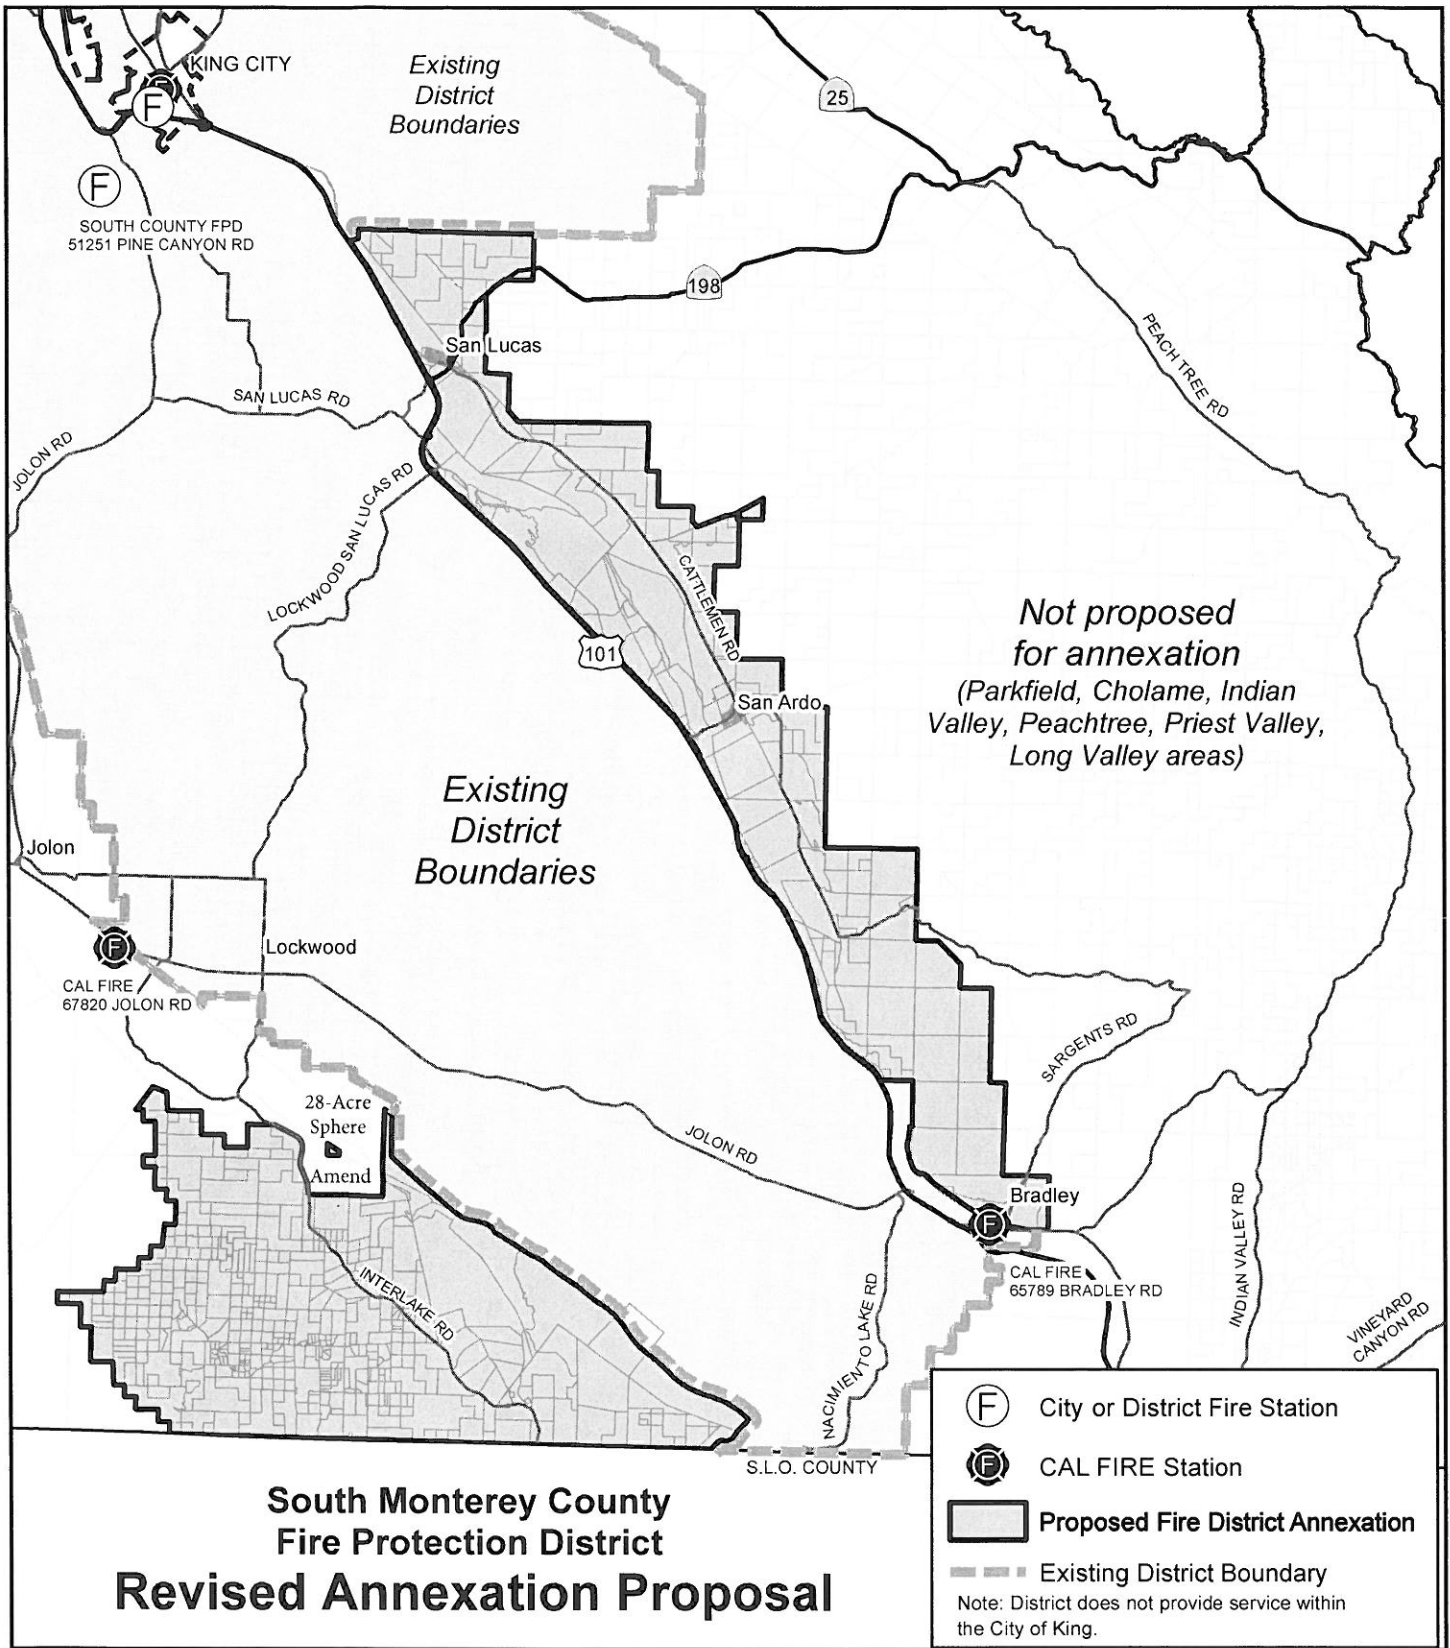 KING CITY
Existing
District
Boundaries
25
F
F
F
SOUTH COUNTY FPD
51251 PINE CANYON RD
198
San Lucas
PEACH TREE RD
SAN LUCAS RD
JOLON RD
LOCKWOOD SAN LUCAS RD
CATTLEMEN RD
101
Not proposed
for annexation
(Parkfield, Cholame, Indian
Valley, Peachtree, Priest Valley,
Long Valley areas)
San Ardo
Existing
District
Boundaries
Jolon
F
Lockwood
CAL FIRE
67820 JOLON RD
SARGENTS RD
28-Acre
Sphere
Amend
JOLON RD
Bradley
F
CAL FIRE
65789 BRADLEY RD
INDIAN VALLEY RD
INTERLAKE RD
NACIMIENTO LAKE RD
VINEYARD
CANYON RD
S.L.O. COUNTY
South Monterey County
Fire Protection District
Revised Annexation Proposal
F
City or District Fire Station
F
CAL FIRE Station
Proposed Fire District Annexation
Existing District Boundary
Note: District does not provide service within
the City of King.